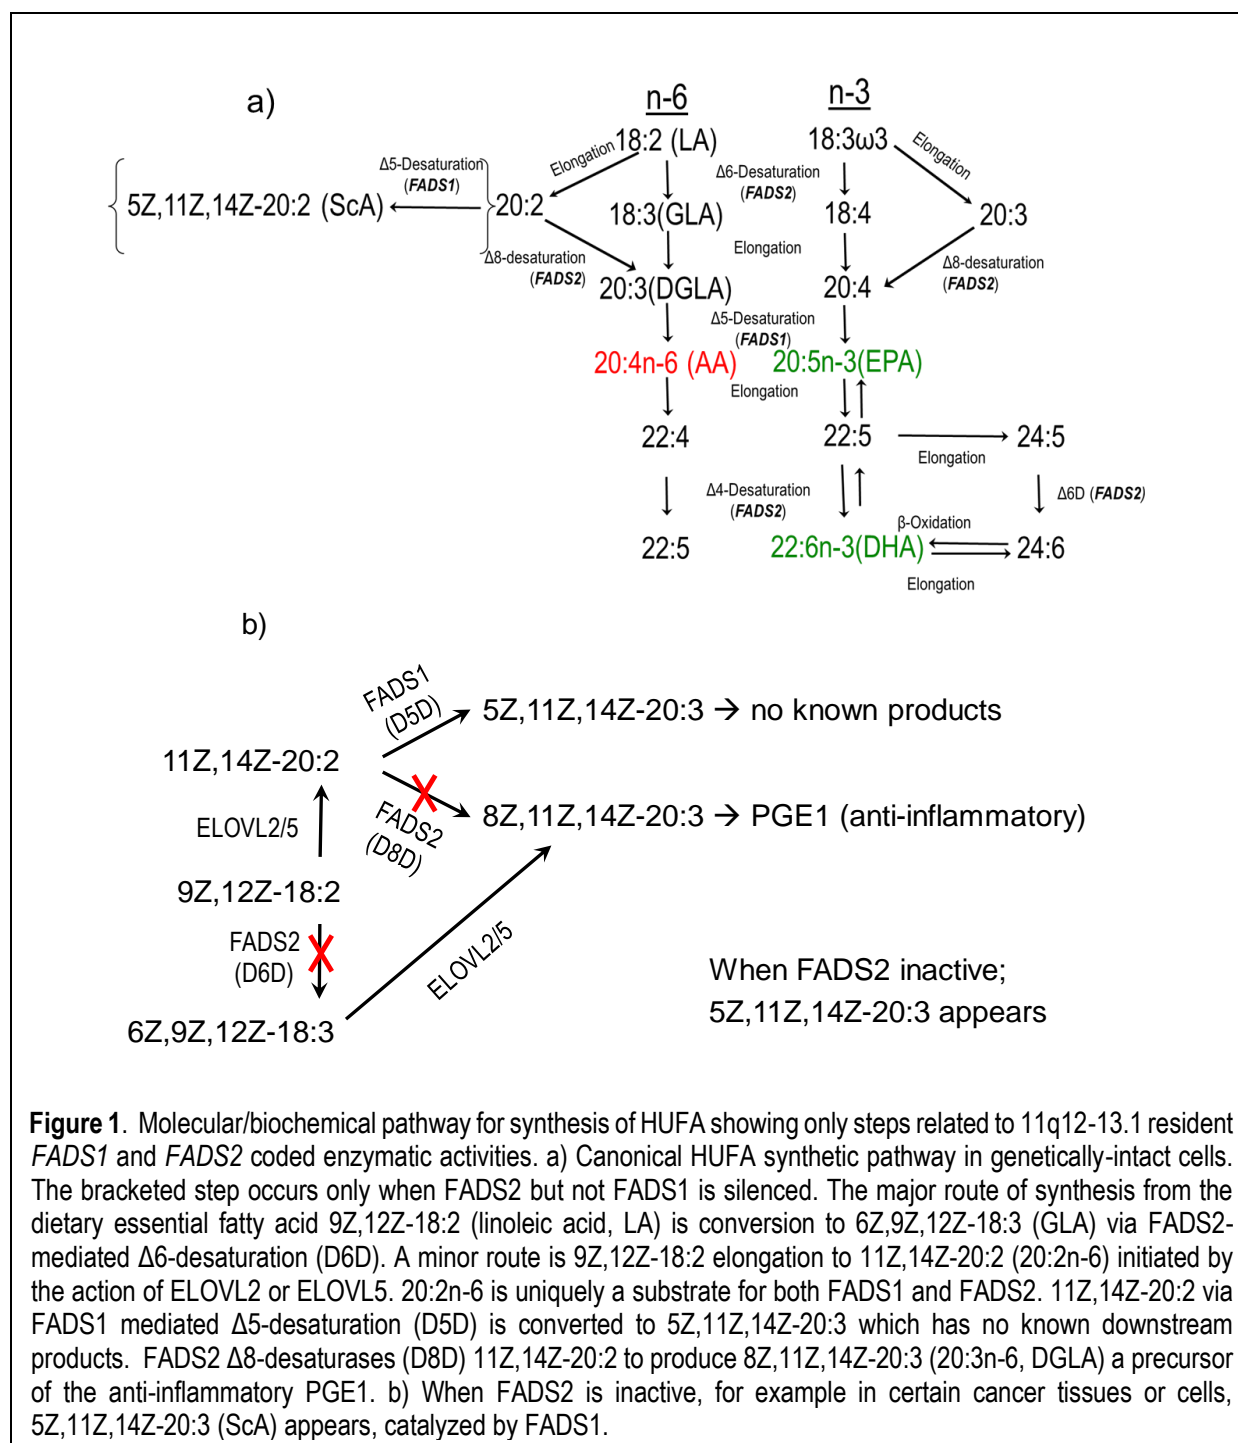 a)
n-6
n-3
18:2 (LA)
18:3ω3
Elongation
Δ5-Desaturation
(FADS1)
Δ6-Desaturation
(FADS2)
Elongation
5Z,11Z,14Z-20:2 (ScA)
20:2
18:3(GLA)
18:4
20:3
Δ8-desaturation
(FADS2)
Elongation
Δ8-desaturation
(FADS2)
20:3(DGLA)
20:4
Δ5-Desaturation
(FADS1)
20:4n-6 (AA)
20:5n-3(EPA)
Elongation
22:4
22:5
24:5
Elongation
Δ4-Desaturation
(FADS2)
Δ6D (FADS2)
β-Oxidation
22:5
22:6n-3(DHA)
24:6
Elongation
b)
FADS1
(D5D)
5Z,11Z,14Z-20:3 → no known products
11Z,14Z-20:2
FADS2
(D8D)
8Z,11Z,14Z-20:3 → PGE1 (anti-inflammatory)
ELOVL2/5
9Z,12Z-18:2
FADS2
(D6D)
ELOVL2/5
When FADS2 inactive;
5Z,11Z,14Z-20:3 appears
6Z,9Z,12Z-18:3
Figure 1. Molecular/biochemical pathway for synthesis of HUFA showing only steps related to 11q12-13.1 resident
FADS1 and FADS2 coded enzymatic activities. a) Canonical HUFA synthetic pathway in genetically-intact cells.
The bracketed step occurs only when FADS2 but not FADS1 is silenced. The major route of synthesis from the
dietary essential fatty acid 9Z,12Z-18:2 (linoleic acid, LA) is conversion to 6Z,9Z,12Z-18:3 (GLA) via FADS2-
mediated Δ6-desaturation (D6D). A minor route is 9Z,12Z-18:2 elongation to 11Z,14Z-20:2 (20:2n-6) initiated by
the action of ELOVL2 or ELOVL5. 20:2n-6 is uniquely a substrate for both FADS1 and FADS2. 11Z,14Z-20:2 via
FADS1 mediated Δ5-desaturation (D5D) is converted to 5Z,11Z,14Z-20:3 which has no known downstream
products. FADS2 Δ8-desaturases (D8D) 11Z,14Z-20:2 to produce 8Z,11Z,14Z-20:3 (20:3n-6, DGLA) a precursor
of the anti-inflammatory PGE1. b) When FADS2 is inactive, for example in certain cancer tissues or cells,
5Z,11Z,14Z-20:3 (ScA) appears, catalyzed by FADS1.